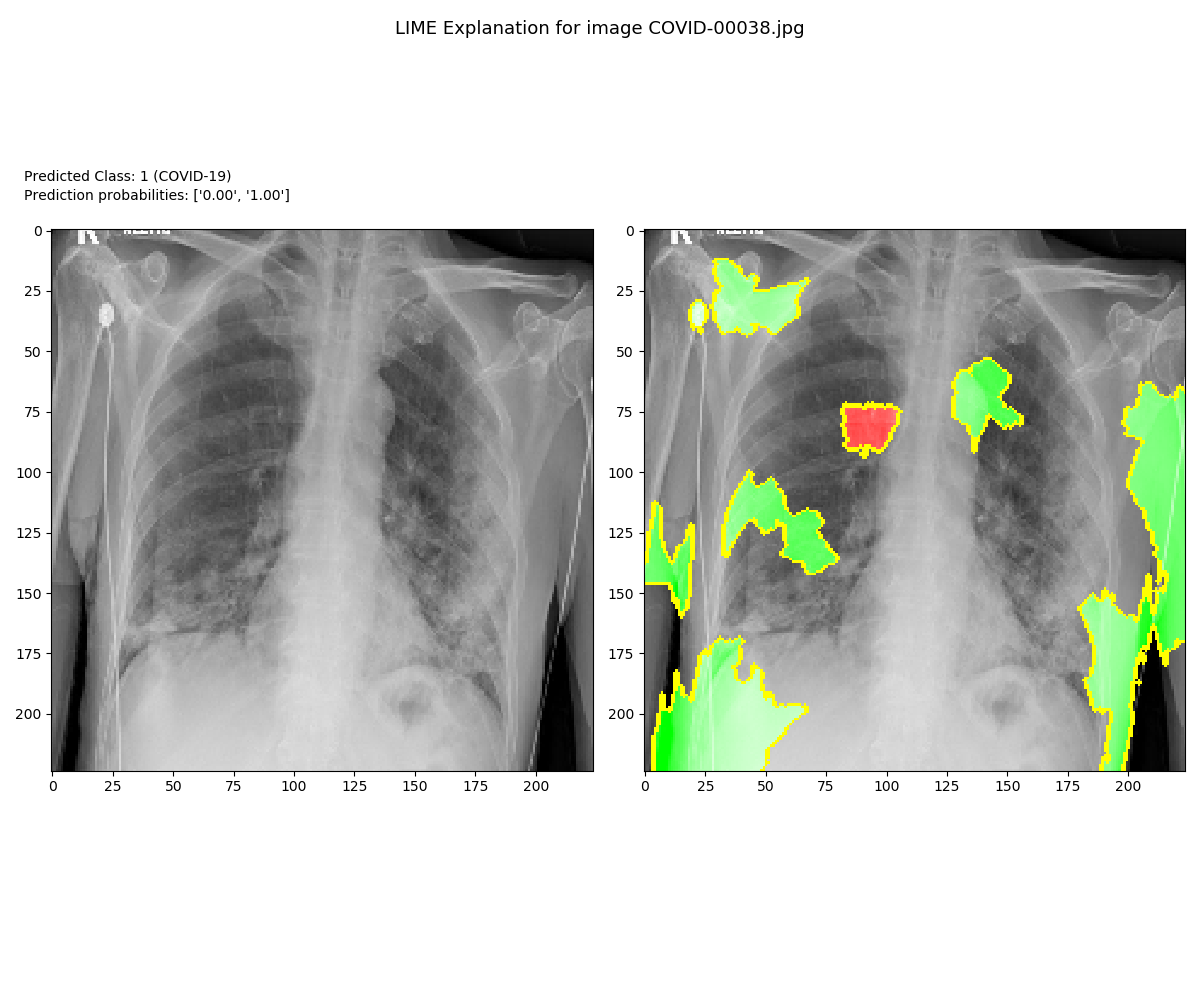 LIME Explanation for image COVID-00038.jpg
Predicted Class: 1 (COVID-19)
Prediction probabilities: ['0.00', '1.00']
0
25
50
75
100
125
150
175
200
0 25 50 75 100 125 150 175 200
0
25
50
75
100
125
150
175
200
0 25 50 75 100 125 150 175 200
R
R